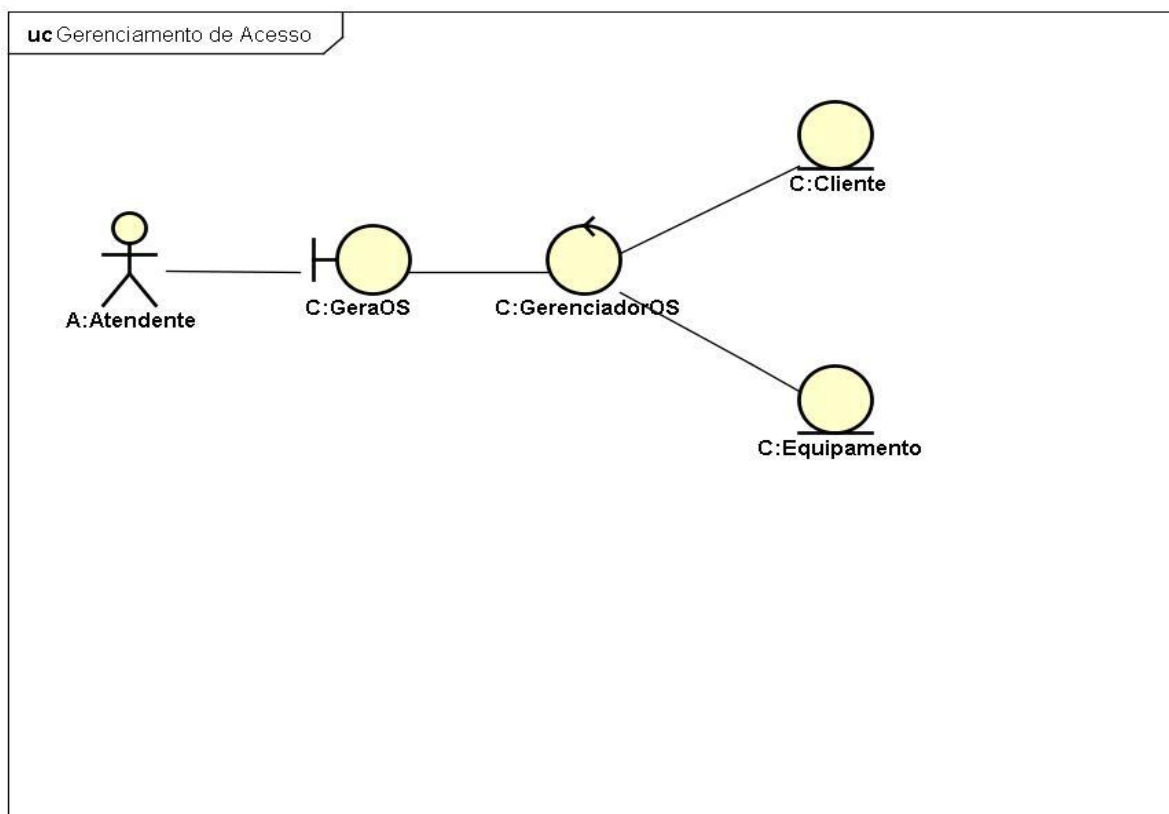 uc Gerenciamento de Acesso
C:Cliente
A:Atendente
C:GeraOS
C:GerenciadorOS
C:Equipamento